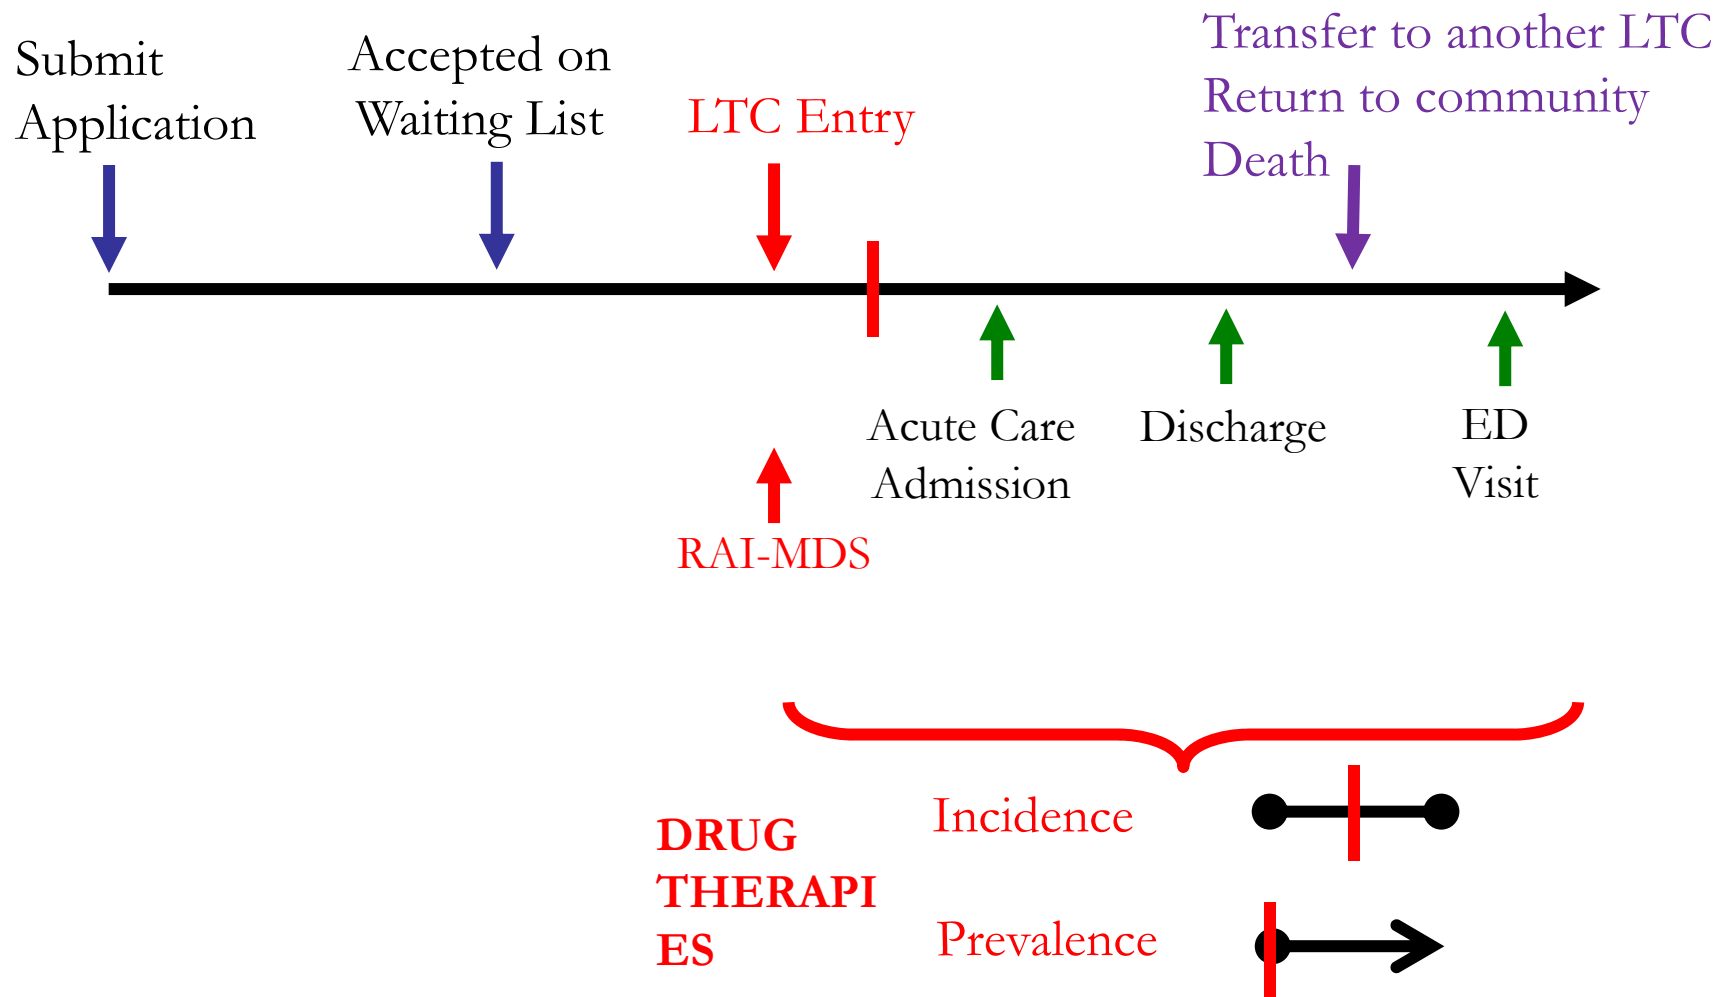 Submit
Application
Accepted on
Waiting List
LTC Entry
Transfer to another LTC
Return to community
Death
Acute Care
Admission
Discharge
ED
Visit
RAI-MDS
DRUG
THERAPI
ES
Incidence
Prevalence